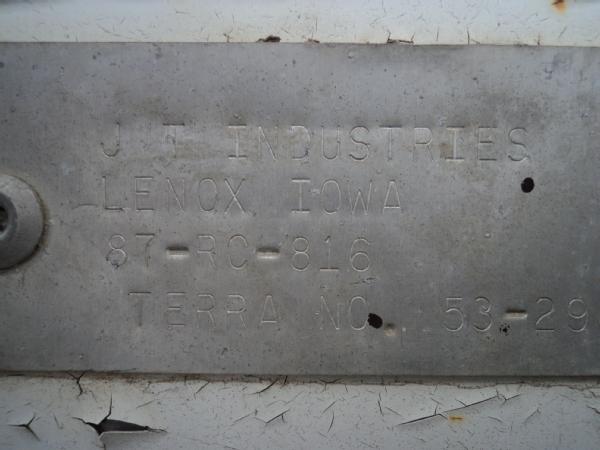 J T INDUSTRIES
LENOX IOWA
87-RC-816
TERRA NO. 53-29